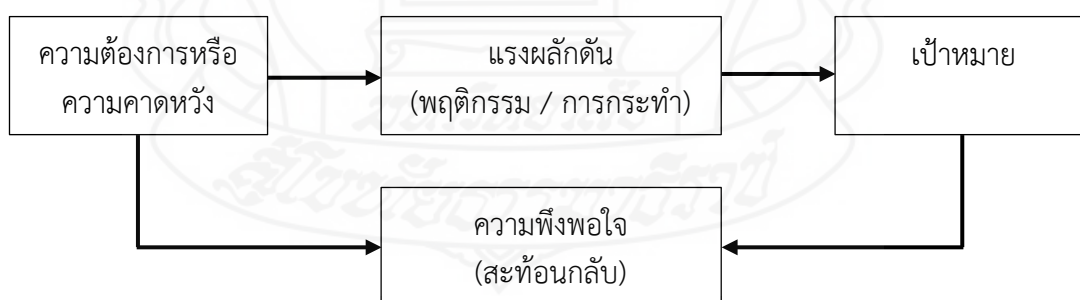 ความต้องการหรือ
ความคาดหวัง
แรงผลักดัน
(พฤติกรรม / การกระทำ)
เป้าหมาย
ความพึงพอใจ
(สะท้อนกลับ)